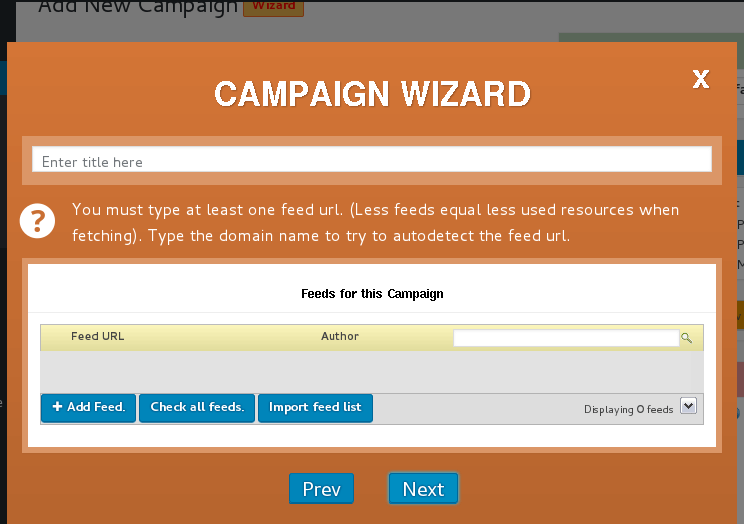 Add New Campaign Wizard
X
CAMPAIGN WIZARD
Enter title here
? You must type at least one feed url. (Less feeds equal less used resources when
fetching). Type the domain name to try to autodetect the feed url.
Feeds for this Campaign
Feed URL Author
+ Add Feed. Check all feeds. Import feed list Displaying 0 feeds
Prev Next